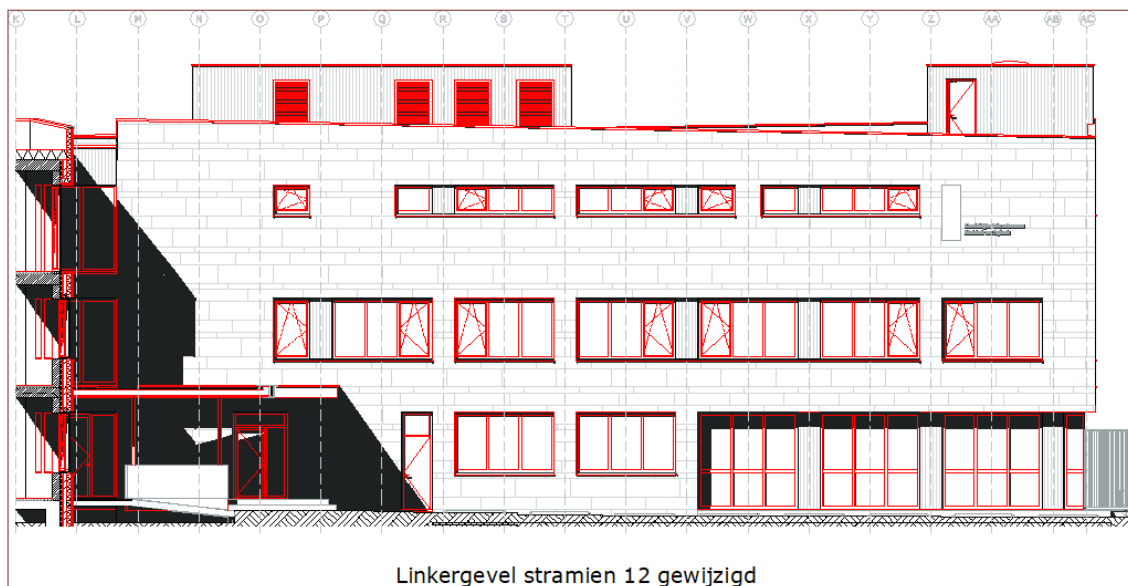 K L M N O P Q R S T U V W X Y Z AA AB AC
Linkergevel stramien 12 gewijzigd